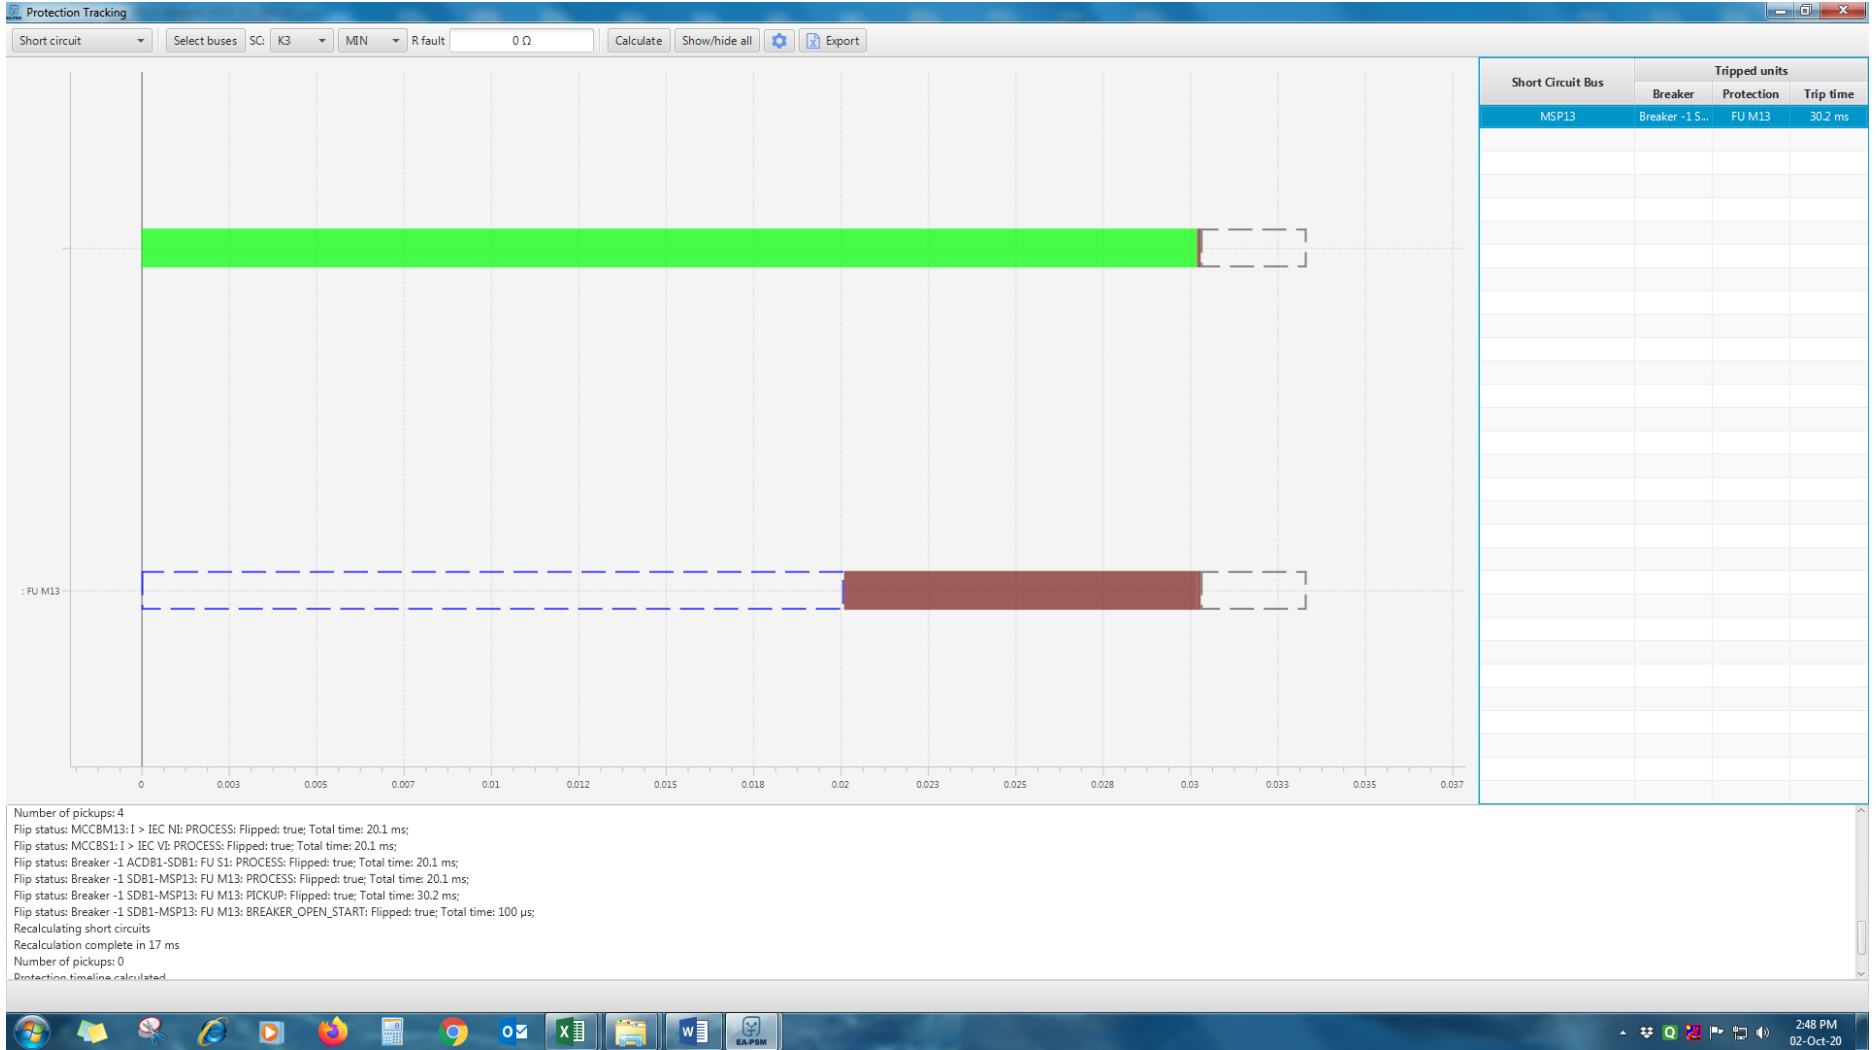 Protection Tracking
Short circuit Select buses SC: K3 MIN R fault 0 Ω Calculate Show/hide all Export
Short Circuit Bus Tripped units
Breaker Protection Trip time
MSP13 Breaker -1 S... FU M13 30.2 ms
: FU M13
0 0.003 0.005 0.007 0.01 0.012 0.015 0.018 0.02 0.023 0.025 0.028 0.03 0.033 0.035 0.037
Number of pickups: 4
Flip status: MCCBM13: I > IEC NI: PROCESS: Flipped: true; Total time: 20.1 ms;
Flip status: MCCBS1: I > IEC VI: PROCESS: Flipped: true; Total time: 20.1 ms;
Flip status: Breaker -1 ACDB1-SDB1: FU S1: PROCESS: Flipped: true; Total time: 20.1 ms;
Flip status: Breaker -1 SDB1-MSP13: FU M13: PROCESS: Flipped: true; Total time: 20.1 ms;
Flip status: Breaker -1 SDB1-MSP13: FU M13: PICKUP: Flipped: true; Total time: 30.2 ms;
Flip status: Breaker -1 SDB1-MSP13: FU M13: BREAKER_OPEN_START: Flipped: true; Total time: 100 µs;
Recalculating short circuits
Recalculation complete in 17 ms
Number of pickups: 0
Protection timeline calculated
EA-PSM
2:48 PM
02-Oct-20